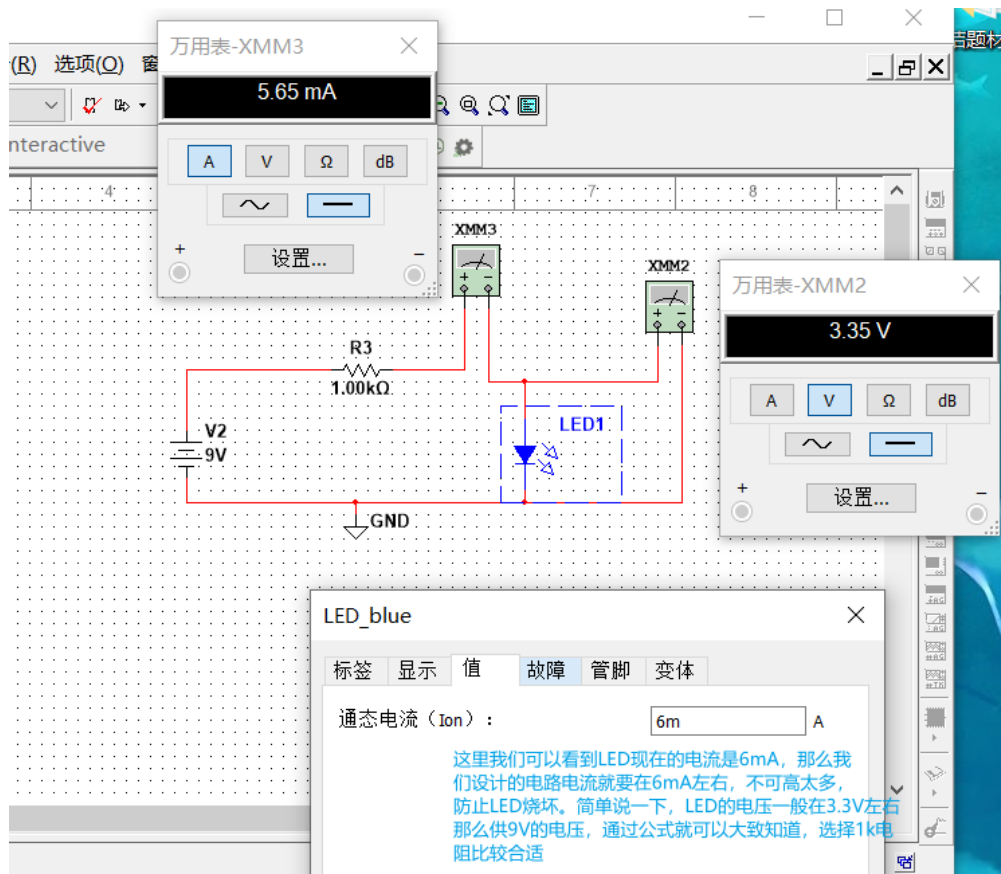 洁题材
万用表-XMM3
(R) 选项(O) 窗
5.65 mA
nteractive
A V Ω dB
+ −
设置...
4 7 8
XMM3
+ −
XMM2
+ −
万用表-XMM2
3.35 V
A V Ω dB
+ −
设置...
R3
1.00kΩ
V2
9V
LED1
GND
LED_blue
标签 显示 值 故障 管脚 变体
通态电流（Ion）： 6m A
这里我们可以看到LED现在的电流是6mA，那么我
们设计的电路电流就要在6mA左右，不可高太多，
防止LED烧坏。简单说一下，LED的电压一般在3.3V左右
那么供9V的电压，通过公式就可以大致知道，选择1k电
阻比较合适